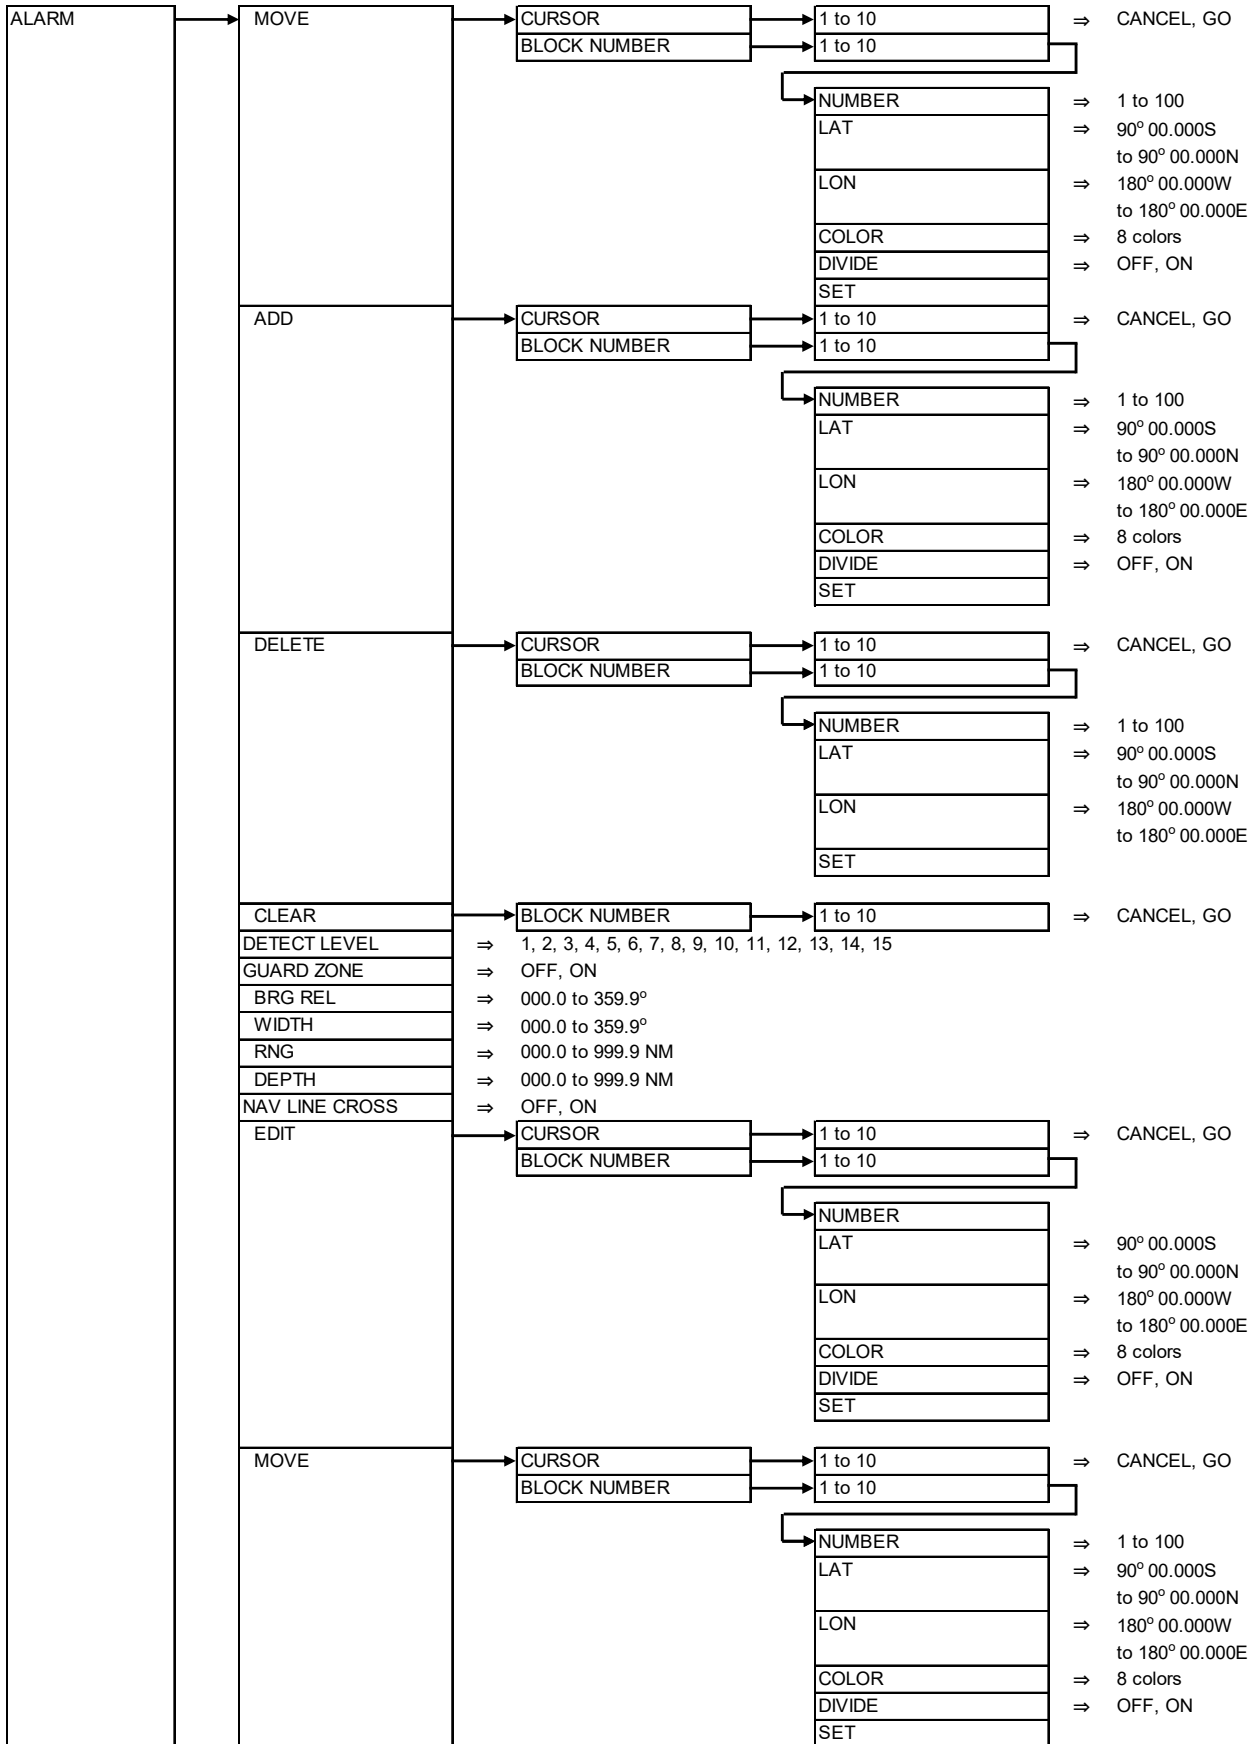 ALARM MOVE CURSOR 1 to 10 ⇒ CANCEL, GO
BLOCK NUMBER 1 to 10
NUMBER ⇒ 1 to 100
LAT ⇒ 90° 00.000S
to 90° 00.000N
LON ⇒ 180° 00.000W
to 180° 00.000E
COLOR ⇒ 8 colors
DIVIDE ⇒ OFF, ON
SET
ADD CURSOR 1 to 10 ⇒ CANCEL, GO
BLOCK NUMBER 1 to 10
NUMBER ⇒ 1 to 100
LAT ⇒ 90° 00.000S
to 90° 00.000N
LON ⇒ 180° 00.000W
to 180° 00.000E
COLOR ⇒ 8 colors
DIVIDE ⇒ OFF, ON
SET
DELETE CURSOR 1 to 10 ⇒ CANCEL, GO
BLOCK NUMBER 1 to 10
NUMBER ⇒ 1 to 100
LAT ⇒ 90° 00.000S
to 90° 00.000N
LON ⇒ 180° 00.000W
to 180° 00.000E
SET
CLEAR BLOCK NUMBER 1 to 10 ⇒ CANCEL, GO
DETECT LEVEL ⇒ 1, 2, 3, 4, 5, 6, 7, 8, 9, 10, 11, 12, 13, 14, 15
GUARD ZONE ⇒ OFF, ON
BRG REL ⇒ 000.0 to 359.9°
WIDTH ⇒ 000.0 to 359.9°
RNG ⇒ 000.0 to 999.9 NM
DEPTH ⇒ 000.0 to 999.9 NM
NAV LINE CROSS ⇒ OFF, ON
EDIT CURSOR 1 to 10 ⇒ CANCEL, GO
BLOCK NUMBER 1 to 10
NUMBER
LAT ⇒ 90° 00.000S
to 90° 00.000N
LON ⇒ 180° 00.000W
to 180° 00.000E
COLOR ⇒ 8 colors
DIVIDE ⇒ OFF, ON
SET
MOVE CURSOR 1 to 10 ⇒ CANCEL, GO
BLOCK NUMBER 1 to 10
NUMBER ⇒ 1 to 100
LAT ⇒ 90° 00.000S
to 90° 00.000N
LON ⇒ 180° 00.000W
to 180° 00.000E
COLOR ⇒ 8 colors
DIVIDE ⇒ OFF, ON
SET